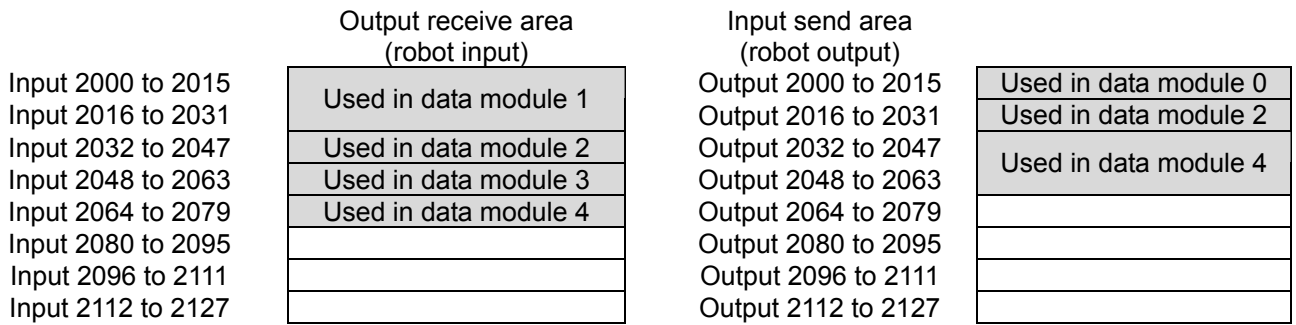 Output receive area
(robot input)
Input send area
(robot output)
Input 2000 to 2015
Input 2016 to 2031
Used in data module 1
Input 2032 to 2047
Used in data module 2
Input 2048 to 2063
Used in data module 3
Input 2064 to 2079
Used in data module 4
Input 2080 to 2095
Input 2096 to 2111
Input 2112 to 2127
Output 2000 to 2015
Used in data module 0
Output 2016 to 2031
Used in data module 2
Output 2032 to 2047
Output 2048 to 2063
Used in data module 4
Output 2064 to 2079
Output 2080 to 2095
Output 2096 to 2111
Output 2112 to 2127